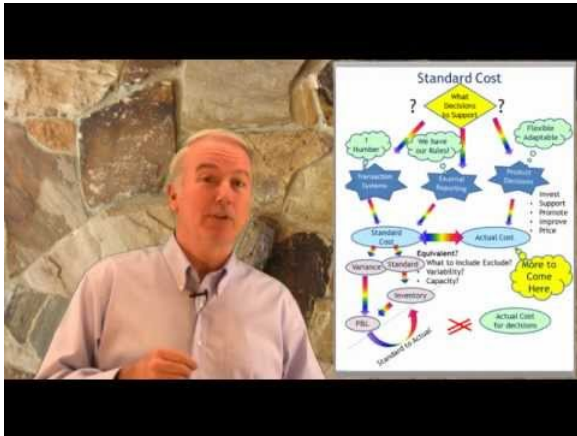 Standard Cost
What
Decisions
to Support
?
?
1
Number
We have
our Rules!
Flexible
Adaptable
Transaction
Systems
External
Reporting
Product
Decisions
• Invest
• Support
• Promote
• Improve
• Price
Standard
Cost
Actual Cost
Equivalent?
• What to Include Exclude?
• Variability?
• Capacity?
Variance
Standard
More to
Come
Here
Inventory
P&L
Standard to Actual
Actual Cost
for decisions